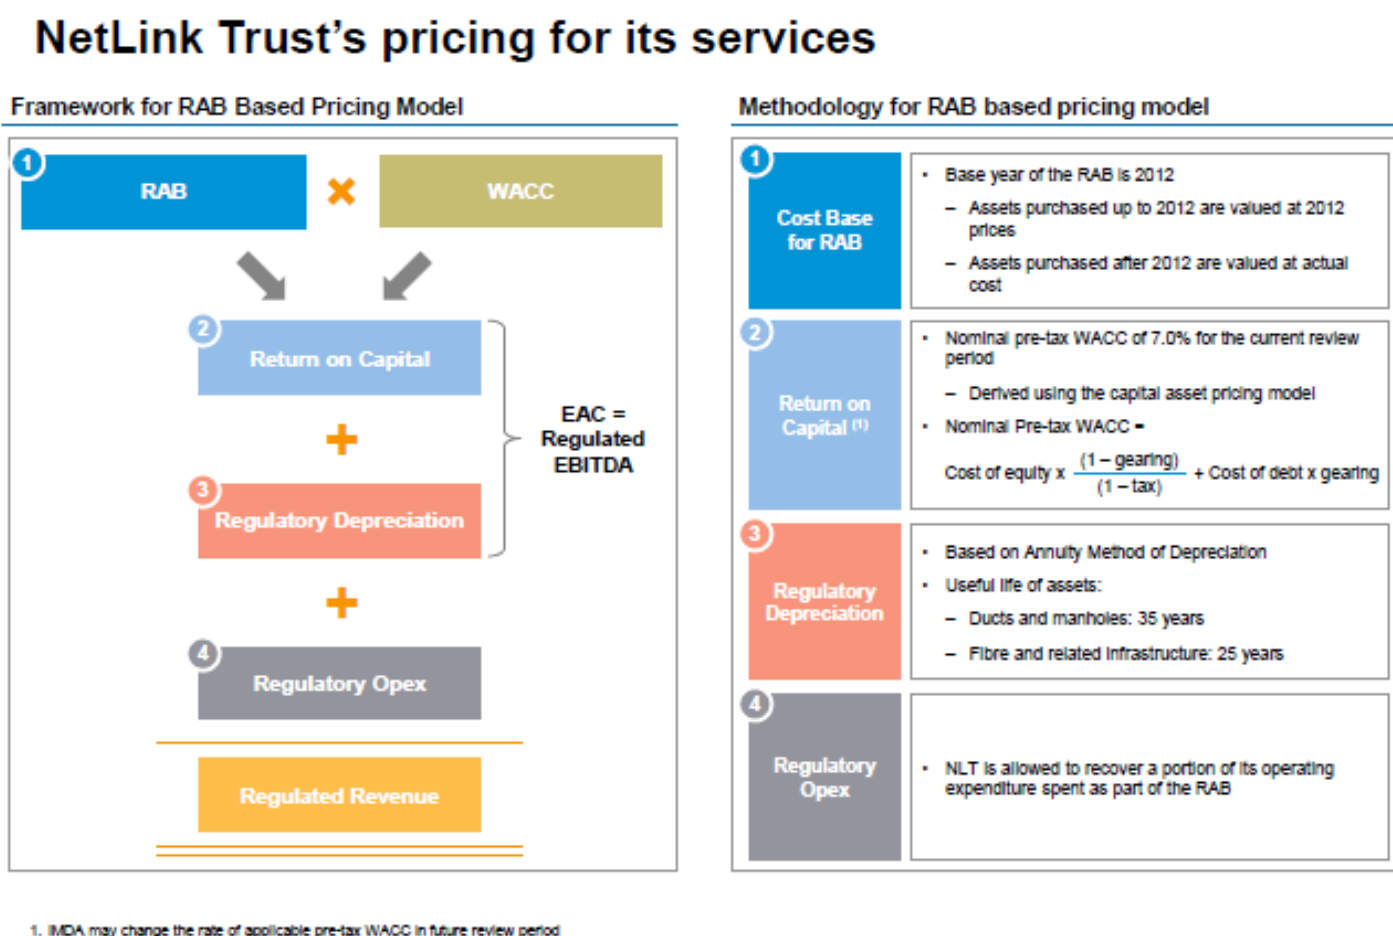 NetLink Trust's pricing for its services
Framework for RAB Based Pricing Model
1
RAB
×
WACC
2
Return on Capital
+
3
Regulatory Depreciation
EAC =
Regulated
EBITDA
+
4
Regulatory Opex
Regulated Revenue
Methodology for RAB based pricing model
1
Cost Base
for RAB
• Base year of the RAB is 2012
– Assets purchased up to 2012 are valued at 2012
prices
– Assets purchased after 2012 are valued at actual
cost
2
Return on
Capital (1)
• Nominal pre-tax WACC of 7.0% for the current review
period
– Derived using the capital asset pricing model
• Nominal Pre-tax WACC =
Cost of equity x (1 – gearing) / (1 – tax) + Cost of debt x gearing
3
Regulatory
Depreciation
• Based on Annuity Method of Depreciation
• Useful life of assets:
– Ducts and manholes: 35 years
– Fibre and related infrastructure: 25 years
4
Regulatory
Opex
• NLT is allowed to recover a portion of its operating
expenditure spent as part of the RAB
1. IMDA may change the rate of applicable pre-tax WACC in future review period